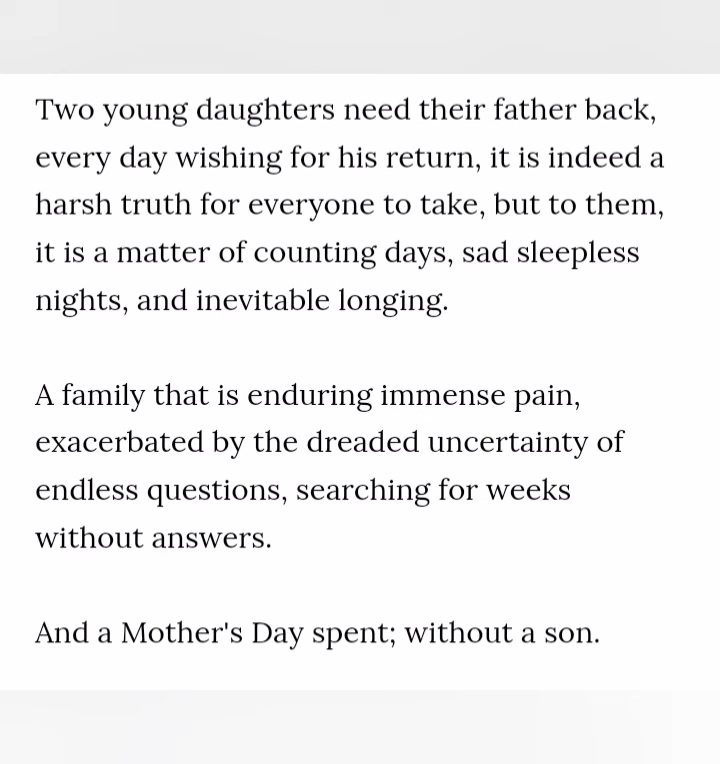 Two young daughters need their father back,
every day wishing for his return, it is indeed a
harsh truth for everyone to take, but to them,
it is a matter of counting days, sad sleepless
nights, and inevitable longing.
A family that is enduring immense pain,
exacerbated by the dreaded uncertainty of
endless questions, searching for weeks
without answers.
And a Mother's Day spent; without a son.